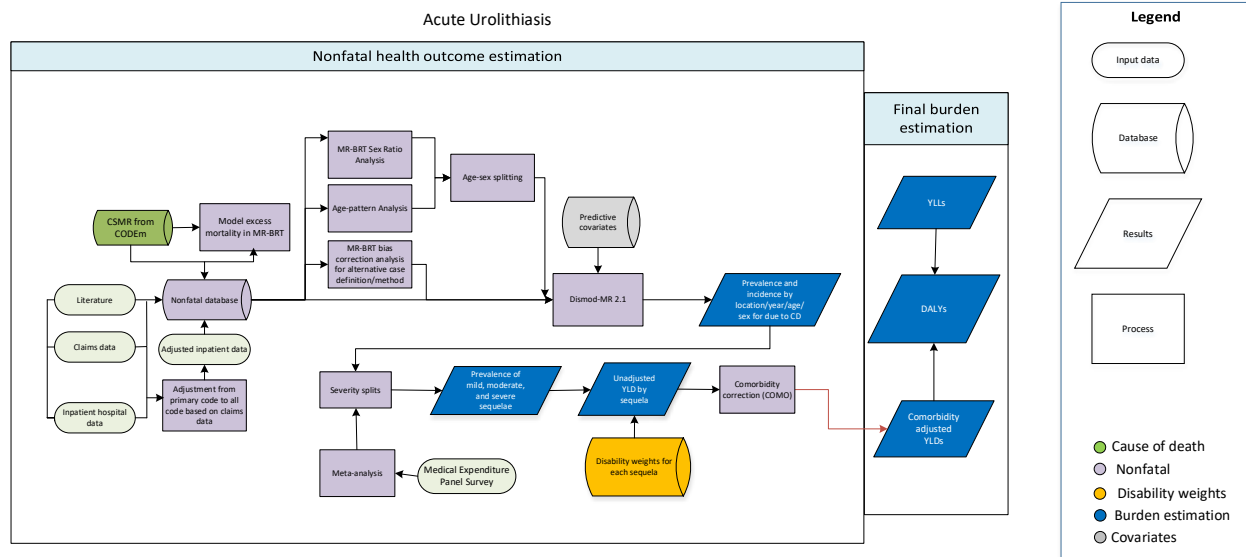 Acute Urolithiasis
Nonfatal health outcome estimation
MR-BRT Sex Ratio
Analysis
Age-sex splitting
Age-pattern Analysis
CSMR from
CODEm
Model excess
mortality in MR-BRT
MR-BRT bias
correction analysis
for alternative case
definition/method
Predictive
covariates
Literature
Nonfatal database
Dismod-MR 2.1
Prevalence and
incidence by
location/year/age/
sex for due to CD
Claims data
Adjusted inpatient data
Inpatient hospital
data
Adjustment from
primary code to all
code based on claims
data
Severity splits
Prevalence of
mild, moderate,
and severe
sequelae
Unadjusted
YLD by
sequela
Comorbidity
correction (COMO)
Meta-analysis
Medical Expenditure
Panel Survey
Disability weights for
each sequela
Final burden
estimation
YLLs
DALYs
Comorbidity
adjusted
YLDs
Legend
Input data
Database
Results
Process
Cause of death
Nonfatal
Disability weights
Burden estimation
Covariates